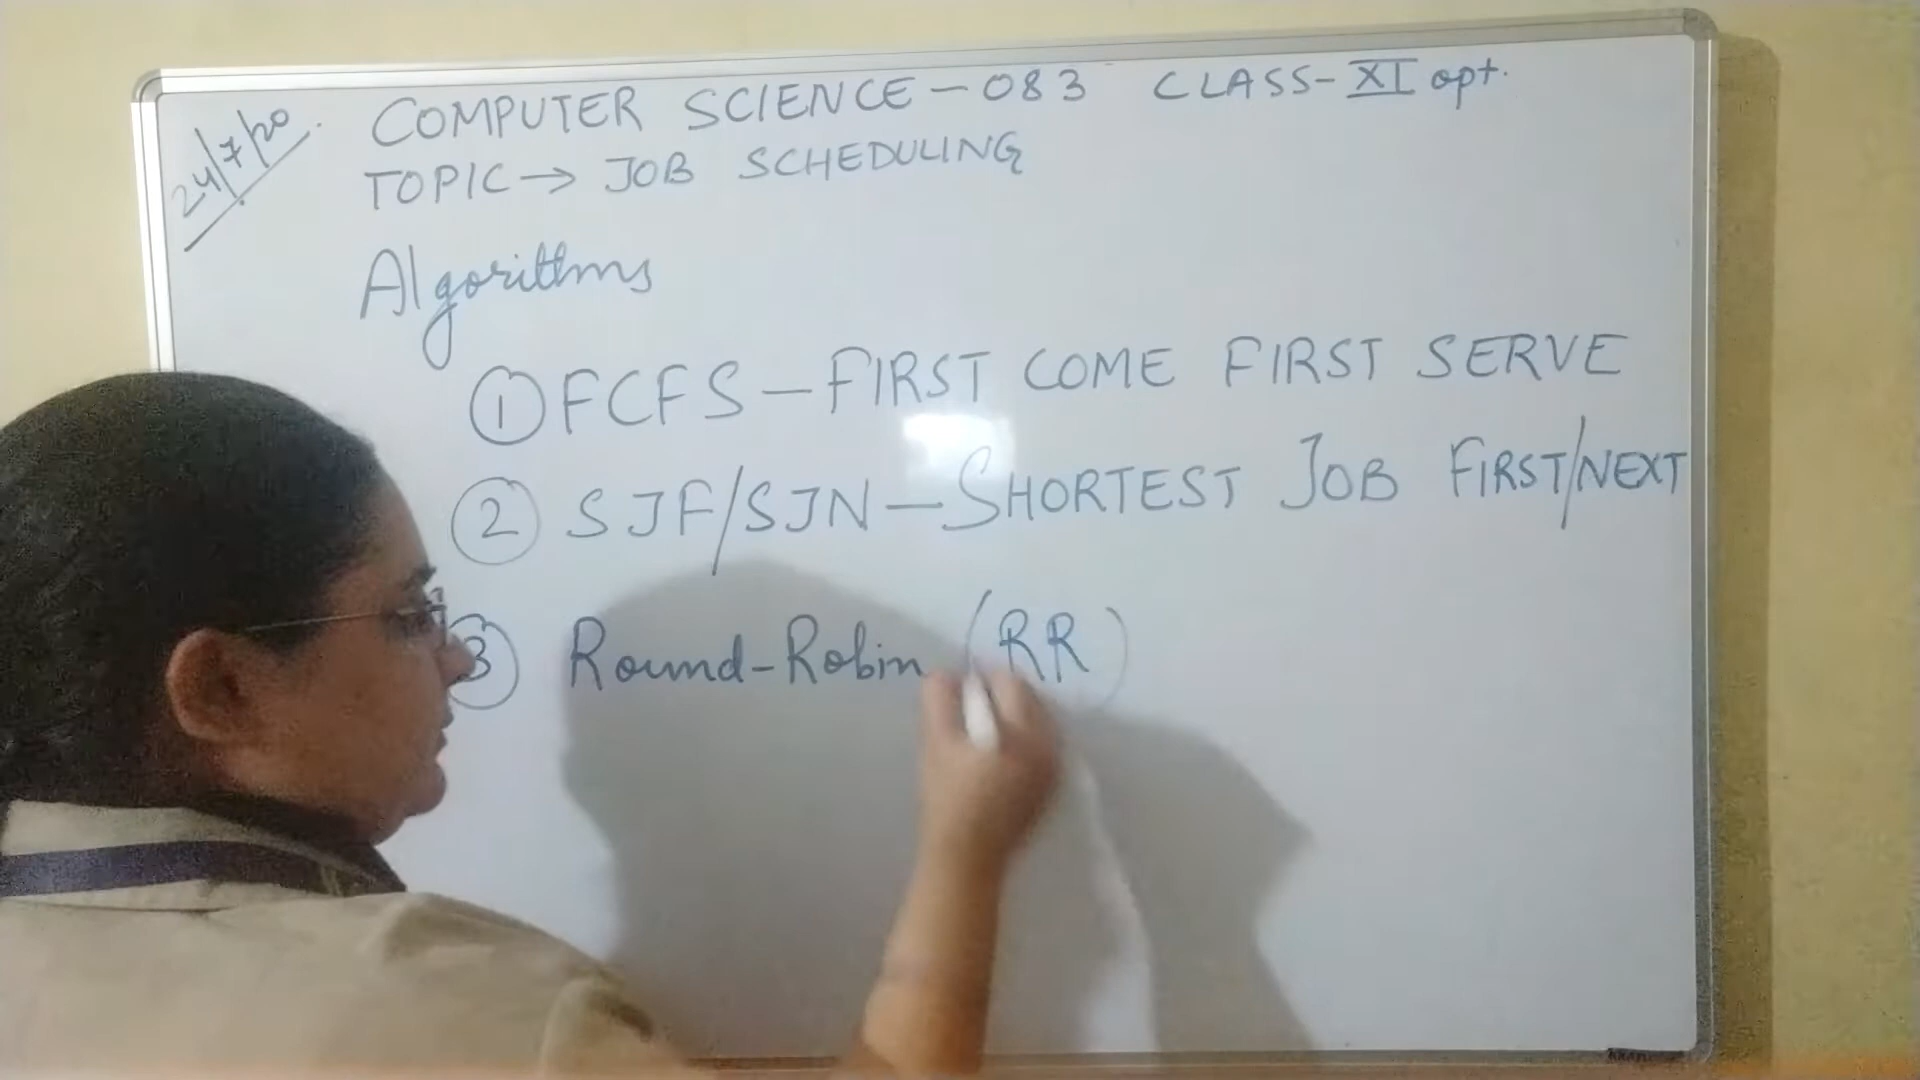 24/7/20.
COMPUTER SCIENCE - 083 CLASS-XI opt.
TOPIC → JOB SCHEDULING
Algorithms
① FCFS - FIRST COME FIRST SERVE
② SJF/SJN - SHORTEST JOB FIRST/NEXT
③ Round-Robin (RR)